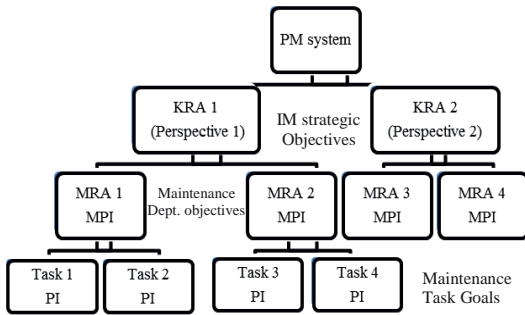 PM system
KRA 1
(Perspective 1)
IM strategic
Objectives
KRA 2
(Perspective 2)
MRA 1
MPI
Maintenance
Dept. objectives
MRA 2
MPI
MRA 3
MPI
MRA 4
MPI
Task 1
PI
Task 2
PI
Task 3
PI
Task 4
PI
Maintenance
Task Goals